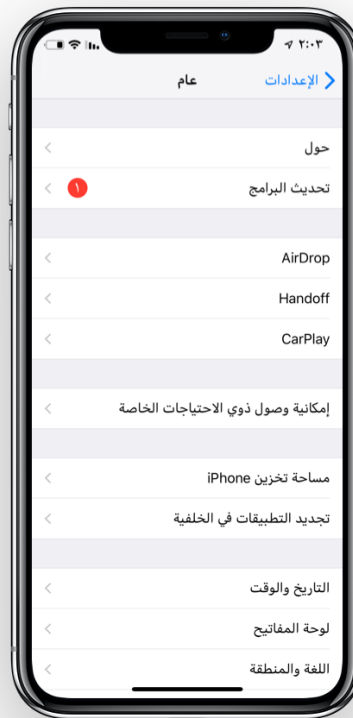 ٢:٠٣
الإعدادات
عام
حول
تحديث البرامج
١
AirDrop
Handoff
CarPlay
إمكانية وصول ذوي الاحتياجات الخاصة
مساحة تخزين iPhone
تجديد التطبيقات في الخلفية
التاريخ والوقت
لوحة المفاتيح
اللغة والمنطقة